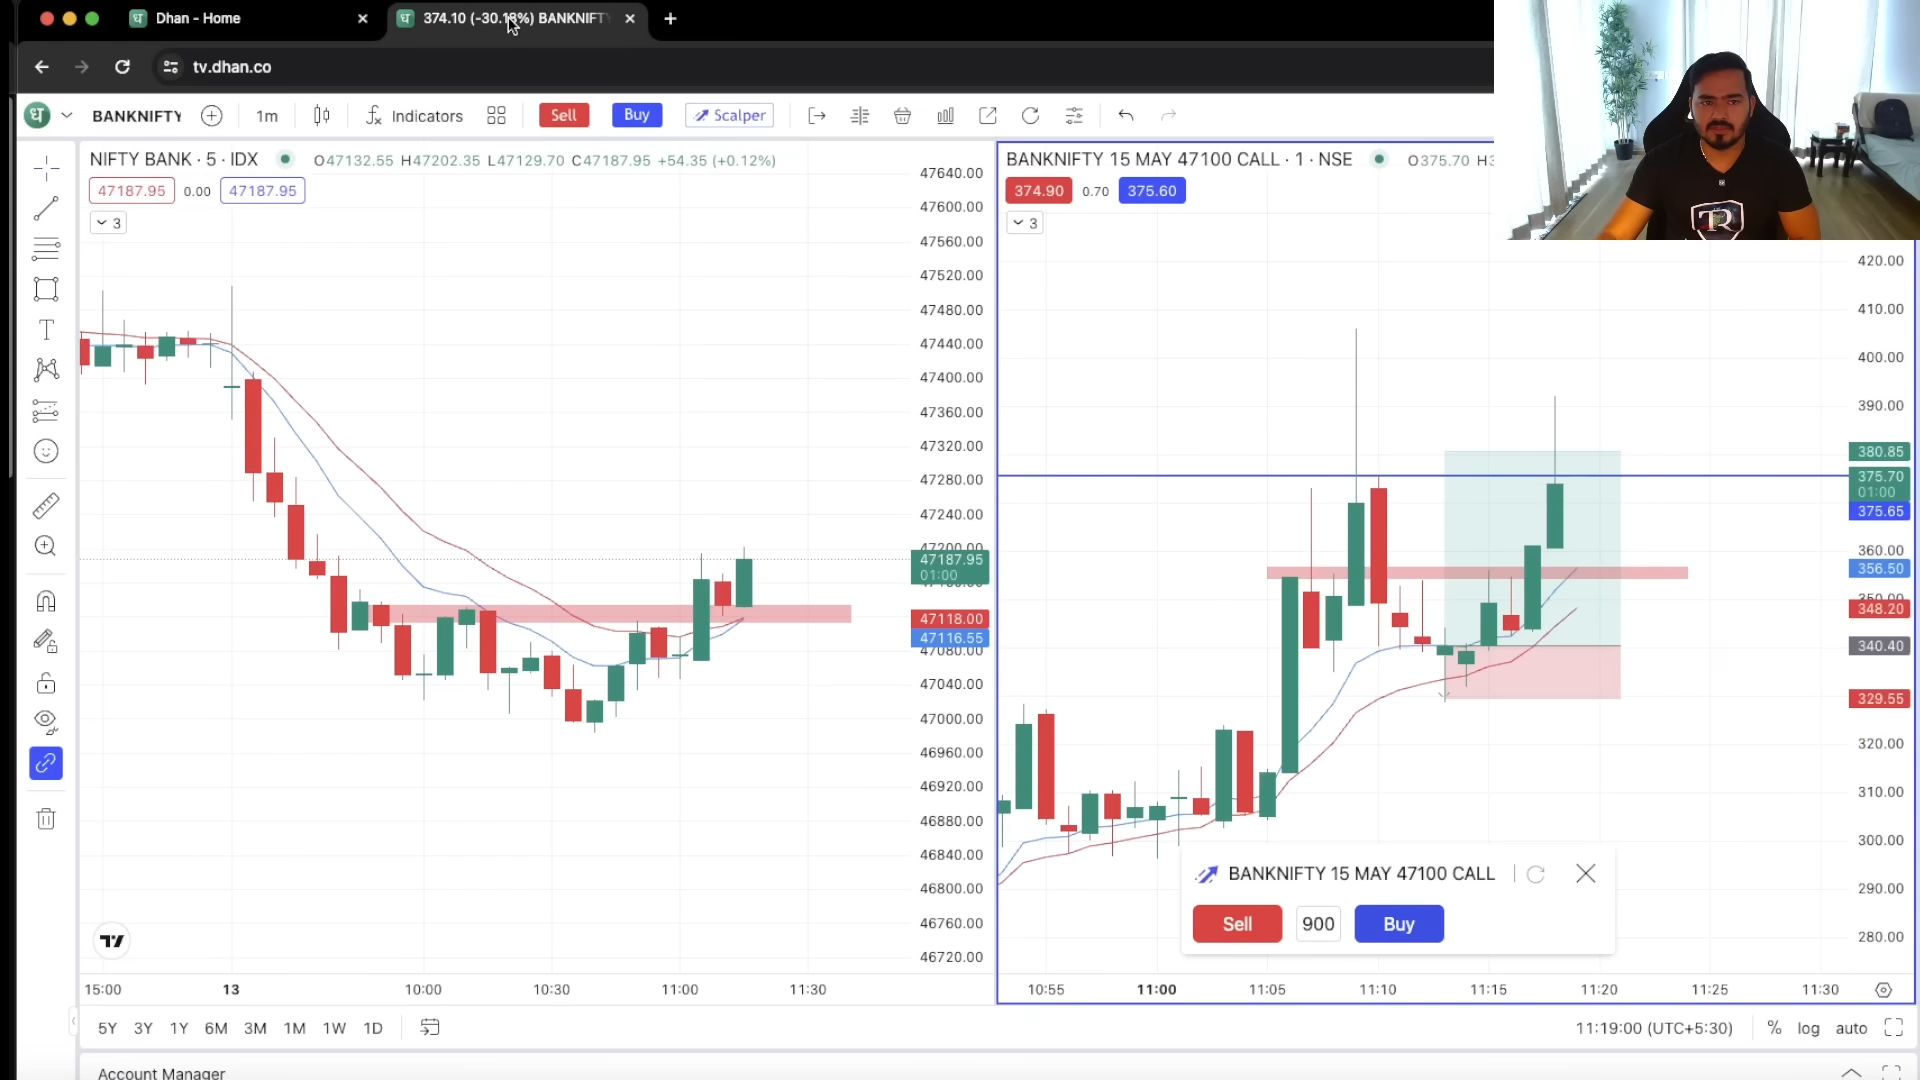 Dhan - Home
374.10 (-30.18%) BANKNIFTY
tv.dhan.co
BANKNIFTY
1m
Indicators
Sell
Buy
Scalper
NIFTY BANK · 5 · IDX
O47132.55 H47202.35 L47129.70 C47187.95 +54.35 (+0.12%)
47187.95 0.00 47187.95
3
BANKNIFTY 15 MAY 47100 CALL · 1 · NSE
O375.70
374.90 0.70 375.60
3
TR
47640.00
47600.00
47560.00
47520.00
47480.00
47440.00
47400.00
47360.00
47320.00
47280.00
47240.00
47200.00
47187.95
01:00
47118.00
47116.55
47080.00
47040.00
47000.00
46960.00
46920.00
46880.00
46840.00
46800.00
46760.00
46720.00
420.00
410.00
400.00
390.00
380.85
375.70
01:00
375.65
360.00
356.50
350.00
348.20
340.40
329.55
320.00
310.00
300.00
290.00
280.00
BANKNIFTY 15 MAY 47100 CALL
Sell 900 Buy
15:00 13 10:00 10:30 11:00 11:30
10:55 11:00 11:05 11:10 11:15 11:20 11:25 11:30
5Y 3Y 1Y 6M 3M 1M 1W 1D
11:19:00 (UTC+5:30) % log auto
Account Manager